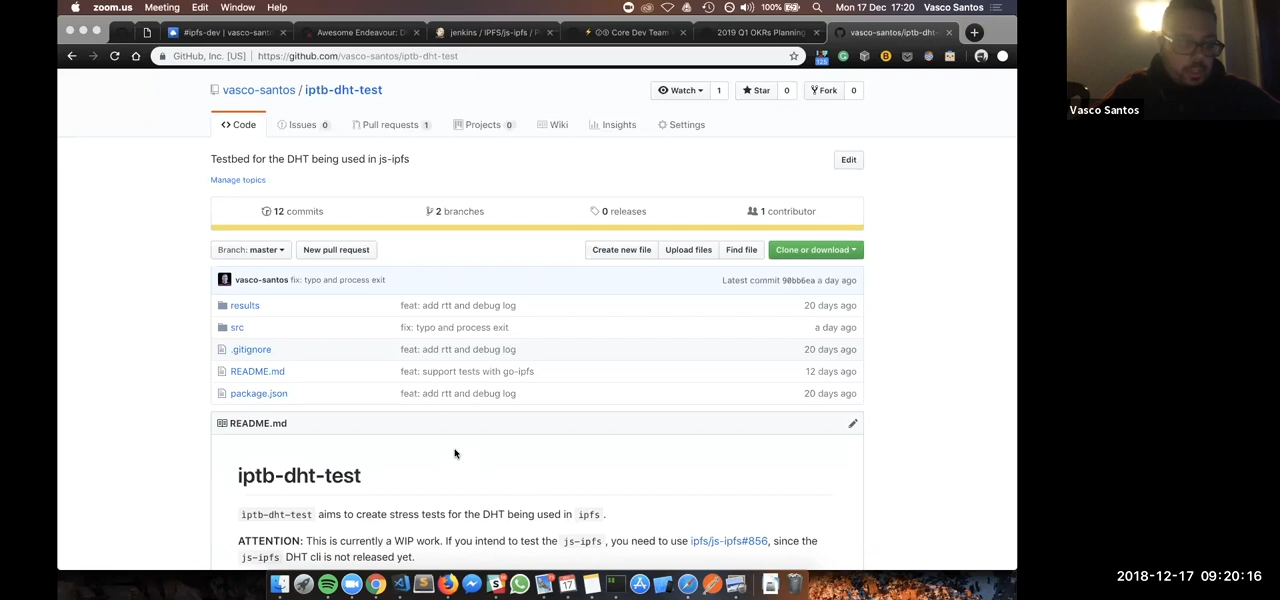 zoom.us Meeting Edit Window Help 100% Mon 17 Dec 17:20 Vasco Santos
#ipfs-dev | vasco-sant Awesome Endeavour: D jenkins / IPFS/js-ipfs / P Core Dev Team 2019 Q1 OKRs Planning vasco-santos/iptb-dht-
GitHub, Inc. [US] https://github.com/vasco-santos/iptb-dht-test
vasco-santos / iptb-dht-test Watch 1 Star 0 Fork 0
Code Issues 0 Pull requests 1 Projects 0 Wiki Insights Settings
Testbed for the DHT being used in js-ipfs Edit
Manage topics
12 commits 2 branches 0 releases 1 contributor
Branch: master New pull request Create new file Upload files Find file Clone or download
vasco-santos fix: typo and process exit Latest commit 90bb6ea a day ago
results feat: add rtt and debug log 20 days ago
src fix: typo and process exit a day ago
.gitignore feat: add rtt and debug log 20 days ago
README.md feat: support tests with go-ipfs 12 days ago
package.json feat: add rtt and debug log 20 days ago
README.md
iptb-dht-test
iptb-dht-test aims to create stress tests for the DHT being used in ipfs .
ATTENTION: This is currently a WIP work. If you intend to test the js-ipfs , you need to use ipfs/js-ipfs#856, since the
js-ipfs DHT cli is not released yet.
Vasco Santos
2018-12-17 09:20:16